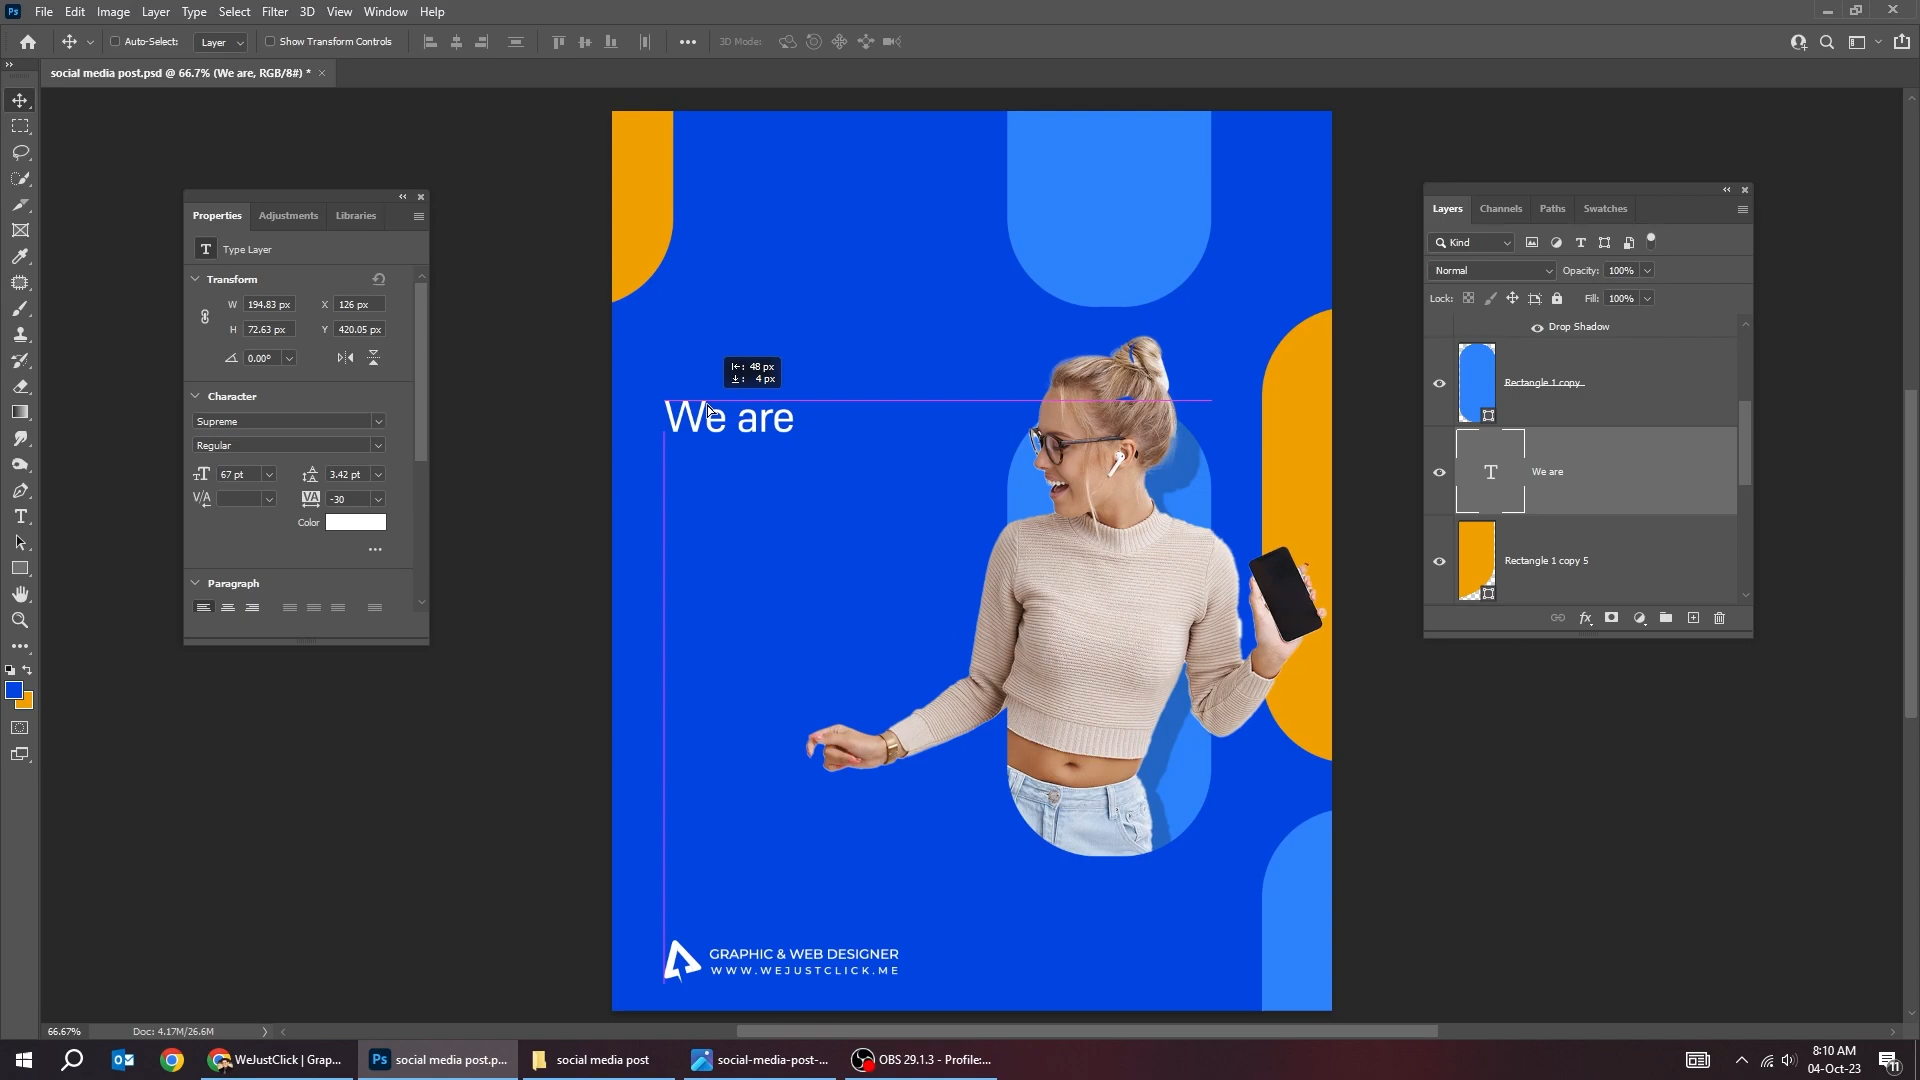 Ps File Edit Image Layer Type Select Filter 3D View Window Help
Auto-Select: Layer Show Transform Controls 3D Mode:
social media post.psd @ 66.7% (We are, RGB/8#) * ×
Properties Adjustments Libraries
T Type Layer
Transform
W 194.83 px X 126 px
H 72.63 px Y 420.05 px
0.00°
Character
Supreme
Regular
67 pt 3.42 pt
V/A VA -30
Color
Paragraph
48 px
4 px
We are
GRAPHIC & WEB DESIGNER
WWW.WEJUSTCLICK.ME
Layers Channels Paths Swatches
Kind
Normal Opacity: 100%
Lock: Fill: 100%
Drop Shadow
Rectangle 1 copy
T We are
Rectangle 1 copy 5
66.67% Doc: 4.17M/26.6M
WeJustClick | Grap... Ps social media post.p... social media post social-media-post-... OBS 29.1.3 - Profile:...
8:10 AM
04-Oct-23
11